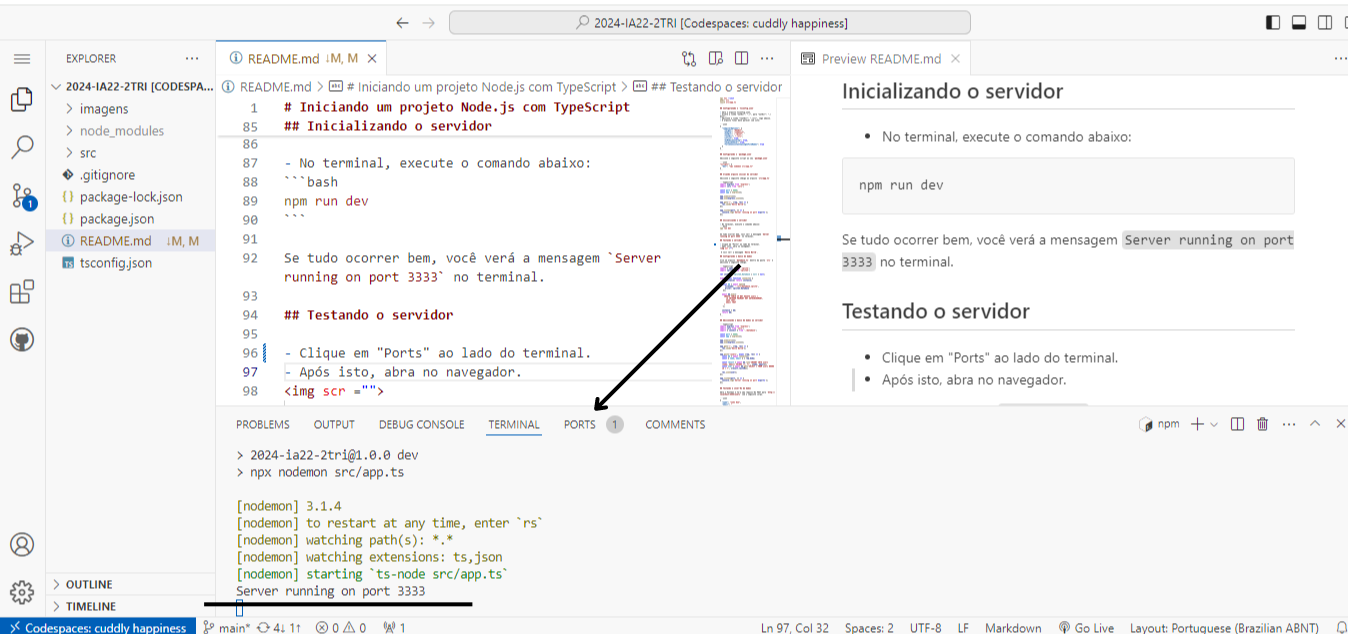 2024-IA22-2TRI [Codespaces: cuddly happiness]
EXPLORER
2024-IA22-2TRI [CODESPA...
imagens
node_modules
src
.gitignore
package-lock.json
package.json
README.md ↓M, M
tsconfig.json
OUTLINE
TIMELINE
README.md ↓M, M
README.md > # Iniciando um projeto Node.js com TypeScript > ## Testando o servidor
1 # Iniciando um projeto Node.js com TypeScript
85 ## Inicializando o servidor
86
87 - No terminal, execute o comando abaixo:
88 ```bash
89 npm run dev
90 ```
91
92 Se tudo ocorrer bem, você verá a mensagem `Server
running on port 3333` no terminal.
93
94 ## Testando o servidor
95
96 - Clique em "Ports" ao lado do terminal.
97 - Após isto, abra no navegador.
98 <img scr ="">
Preview README.md
Inicializando o servidor
• No terminal, execute o comando abaixo:
npm run dev
Se tudo ocorrer bem, você verá a mensagem Server running on port
3333 no terminal.
Testando o servidor
• Clique em "Ports" ao lado do terminal.
• Após isto, abra no navegador.
PROBLEMS OUTPUT DEBUG CONSOLE TERMINAL PORTS 1 COMMENTS
npm
> 2024-ia22-2tri@1.0.0 dev
> npx nodemon src/app.ts
[nodemon] 3.1.4
[nodemon] to restart at any time, enter `rs`
[nodemon] watching path(s): *.*
[nodemon] watching extensions: ts,json
[nodemon] starting `ts-node src/app.ts`
Server running on port 3333
Codespaces: cuddly happiness main* 4↓ 1↑ 0 0 1 Ln 97, Col 32 Spaces: 2 UTF-8 LF Markdown Go Live Layout: Portuguese (Brazilian ABNT)